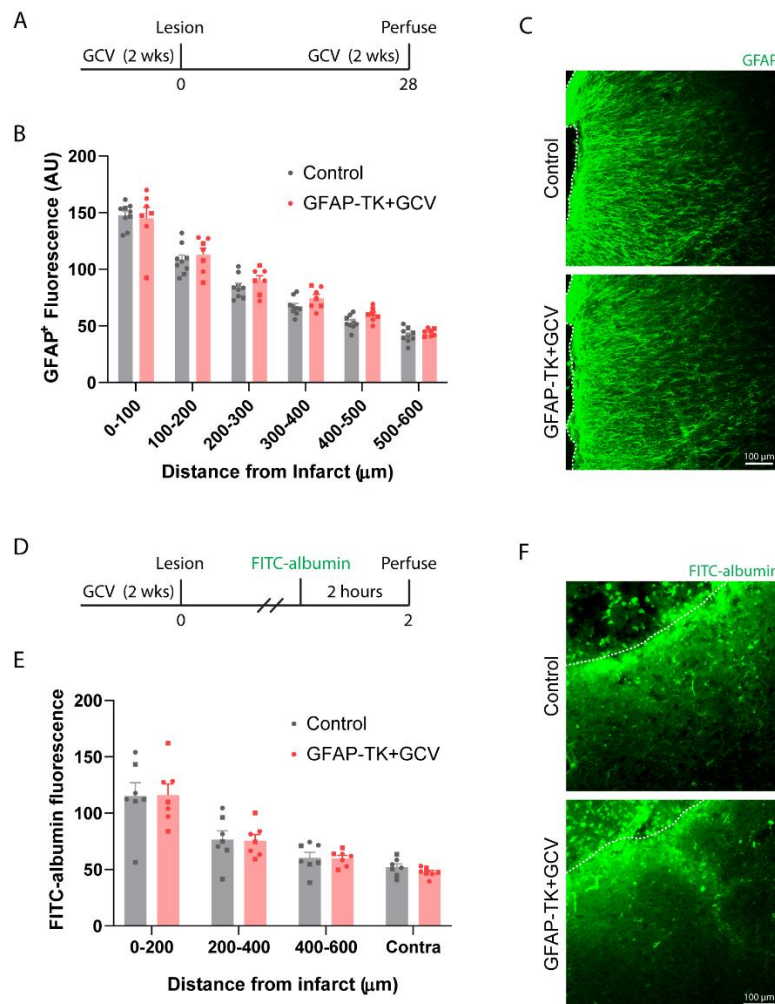 A
Lesion
Perfuse
GCV (2 wks)
GCV (2 wks)
0
28
B
200
150
100
50
0
GFAP+ Fluorescence (AU)
Control
GFAP-TK+GCV
0-100
100-200
200-300
300-400
400-500
500-600
Distance from Infarct (μm)
C
GFAP
Control
GFAP-TK+GCV
100 μm
D
Lesion
FITC-albumin
Perfuse
GCV (2 wks)
2 hours
0
2
E
200
150
100
50
0
FITC-albumin fluorescence
Control
GFAP-TK+GCV
0-200
200-400
400-600
Contra
Distance from infarct (μm)
F
FITC-albumin
Control
GFAP-TK+GCV
100 μm